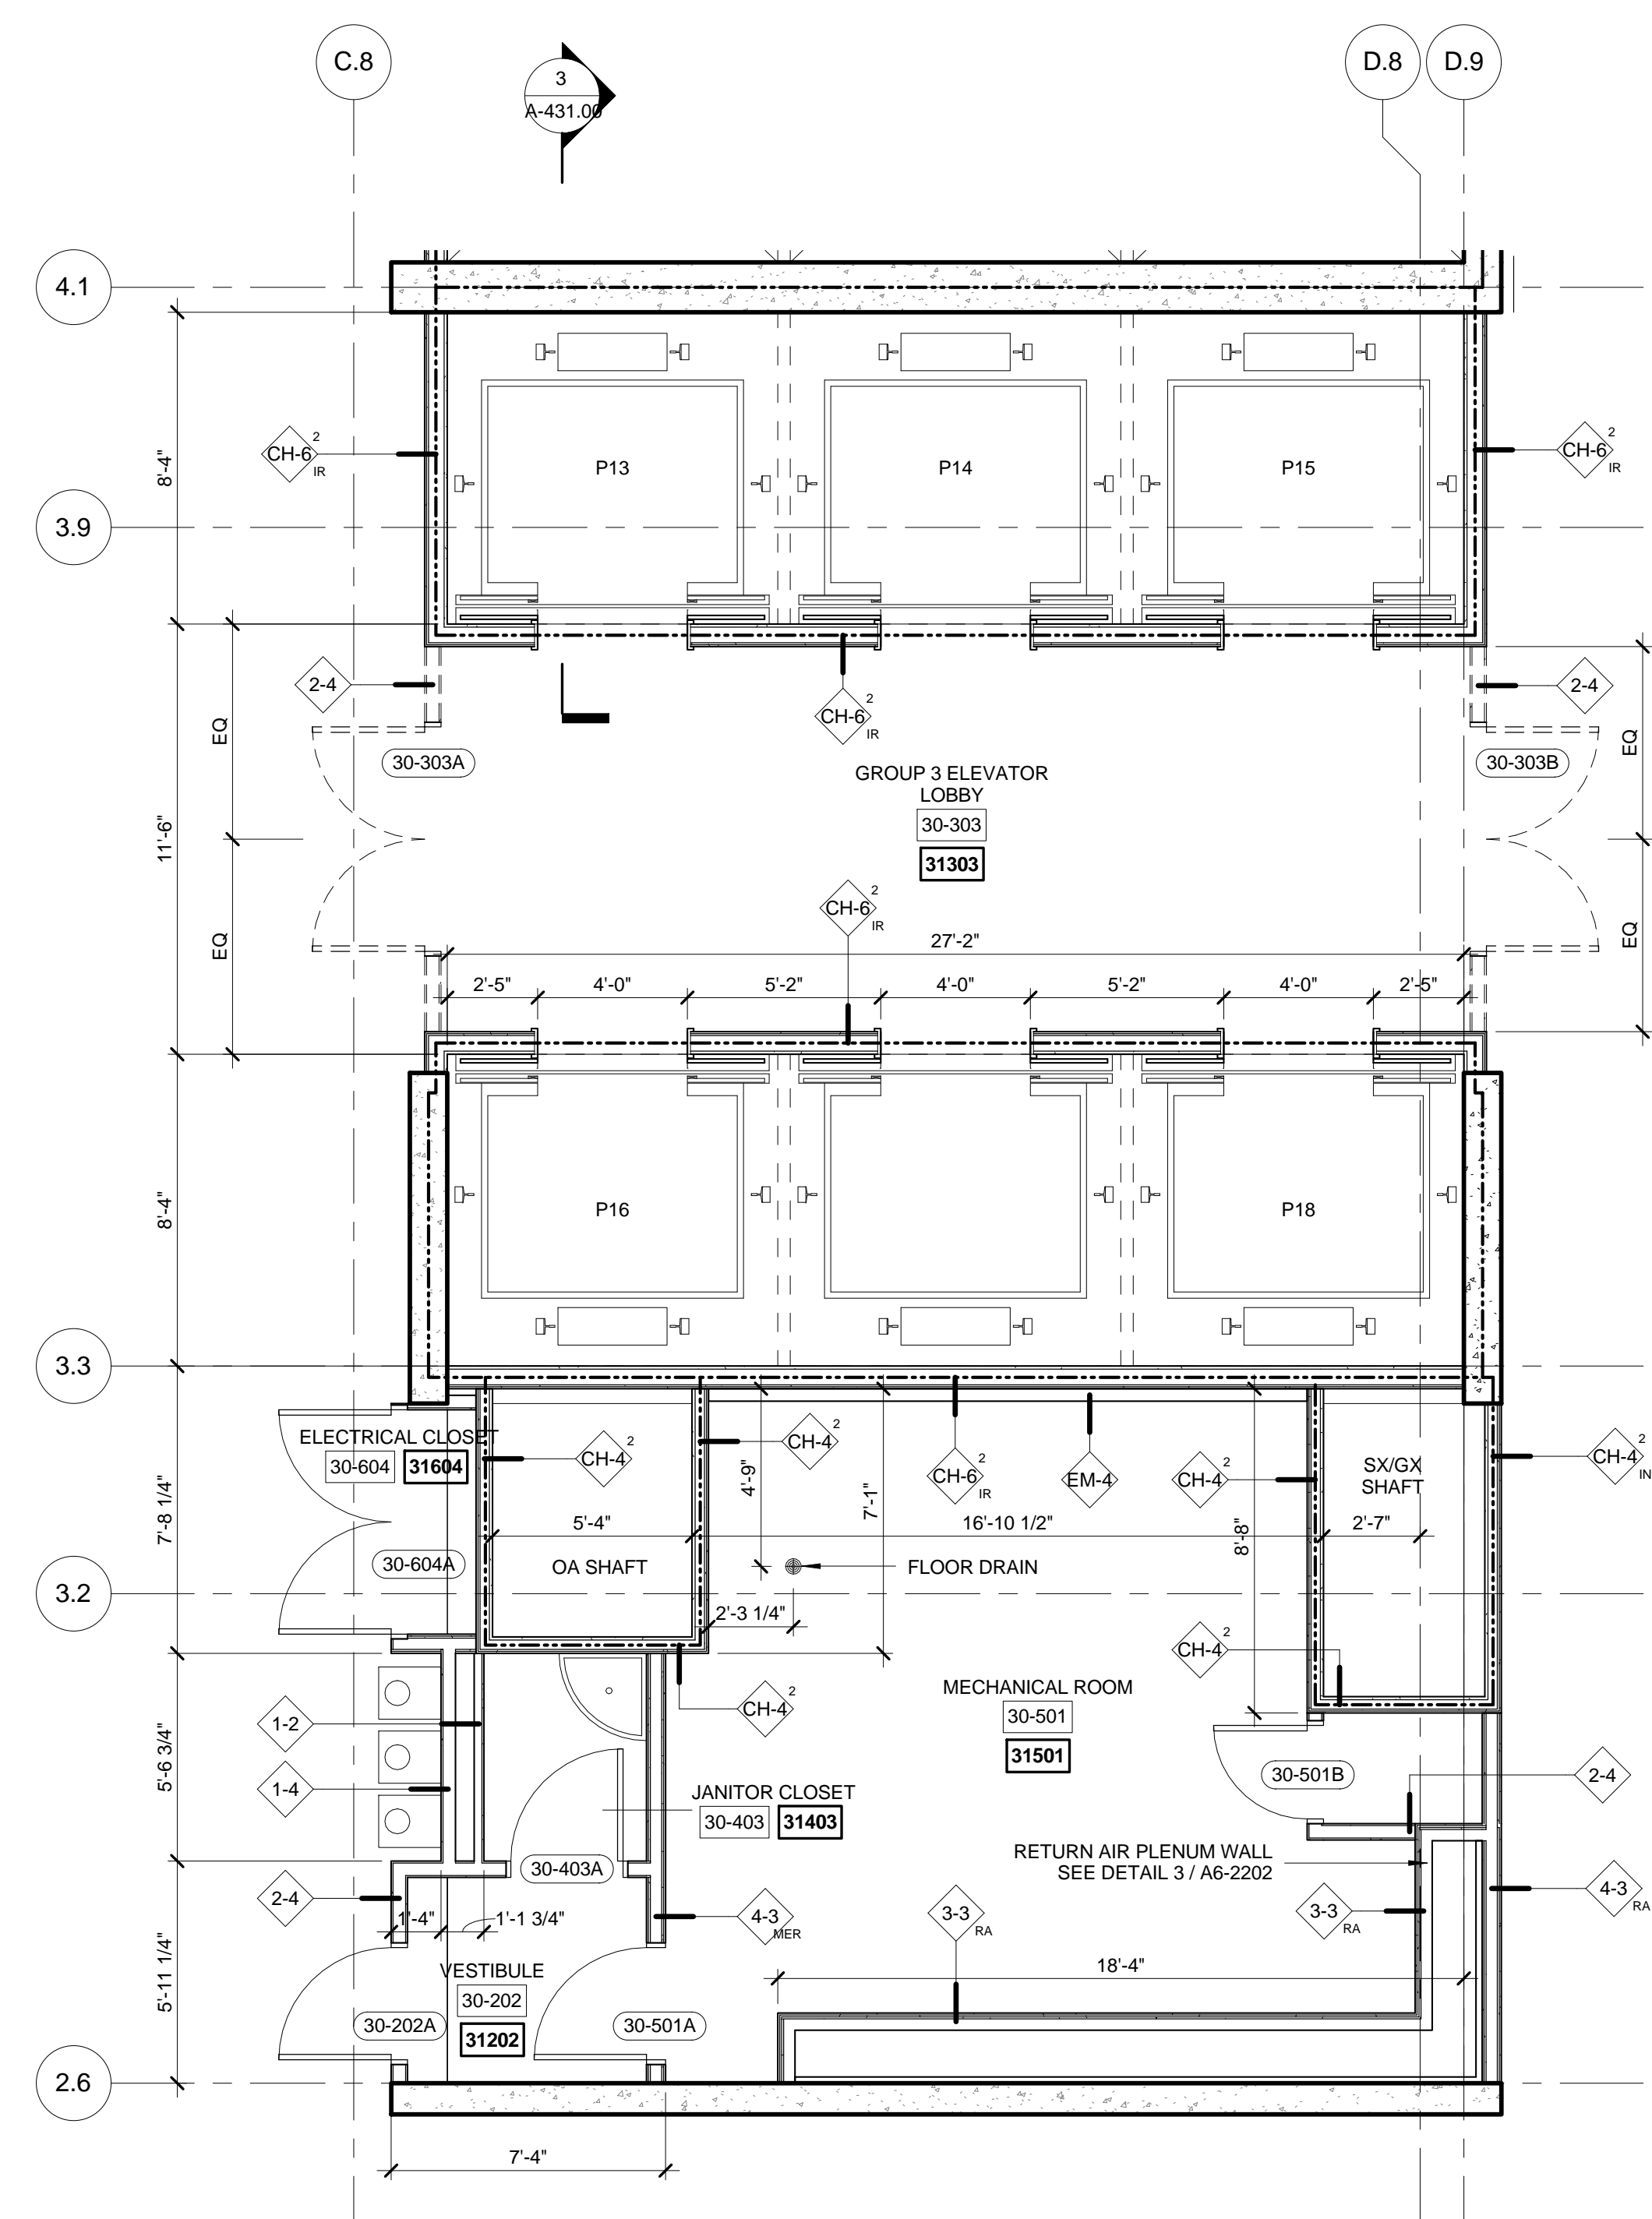 C.8
D.8
D.9
3
A-431.00
4.1
8'-4"
CH-6
2
IR
P13
P14
P15
CH-6
2
IR
3.9
2-4
2-4
CH-6
2
IR
EQ
EQ
30-303A
30-303B
GROUP 3 ELEVATOR
LOBBY
30-303
31303
11'-6"
CH-6
2
IR
EQ
EQ
27'-2"
2'-5"
4'-0"
5'-2"
4'-0"
5'-2"
4'-0"
2'-5"
8'-4"
P16
P18
3.3
ELECTRICAL CLOSET
30-604
31604
CH-4
2
CH-4
2
4'-9"
CH-6
2
IR
EM-4
CH-4
2
SX/GX
SHAFT
CH-4
2
IN
7'-8 1/4"
7'-1"
5'-4"
16'-10 1/2"
8'-8"
2'-7"
30-604A
OA SHAFT
FLOOR DRAIN
3.2
2'-3 1/4"
CH-4
2
MECHANICAL ROOM
30-501
31501
CH-4
2
1-2
5'-6 3/4"
1-4
30-501B
2-4
JANITOR CLOSET
30-403
31403
RETURN AIR PLENUM WALL
SEE DETAIL 3 / A6-2202
30-403A
2-4
1'-4"
1'-1 3/4"
4-3
MER
3-3
RA
3-3
RA
4-3
RA
5'-11 1/4"
18'-4"
VESTIBULE
30-202
31202
30-202A
30-501A
2.6
7'-4"